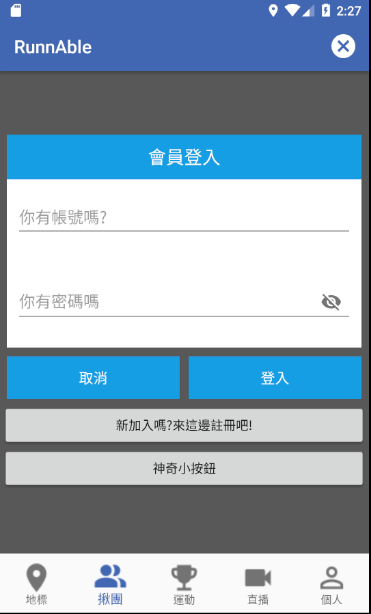 2:27
RunnAble
會員登入
你有帳號嗎?
你有密碼嗎
取消
登入
新加入嗎?來這邊註冊吧!
神奇小按鈕
地標
揪團
運動
直播
個人